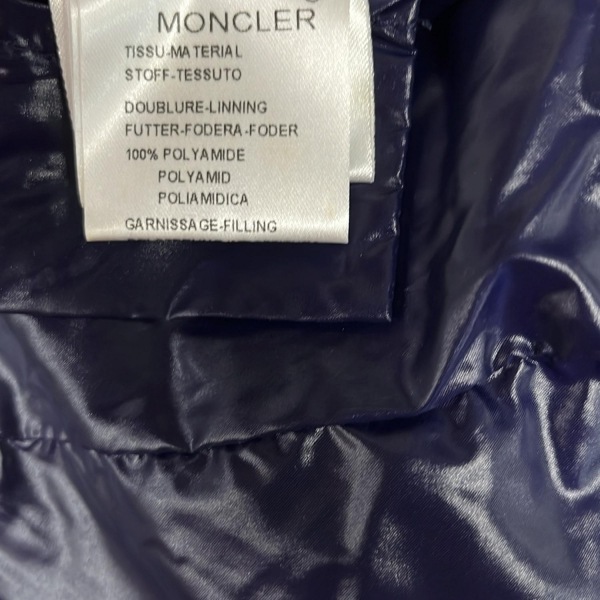 MONCLER
TISSU-MATERIAL
STOFF-TESSUTO
DOUBLURE-LINNING
FUTTER-FODERA-FODER
100% POLYAMIDE
POLYAMID
POLIAMIDICA
GARNISSAGE-FILLING